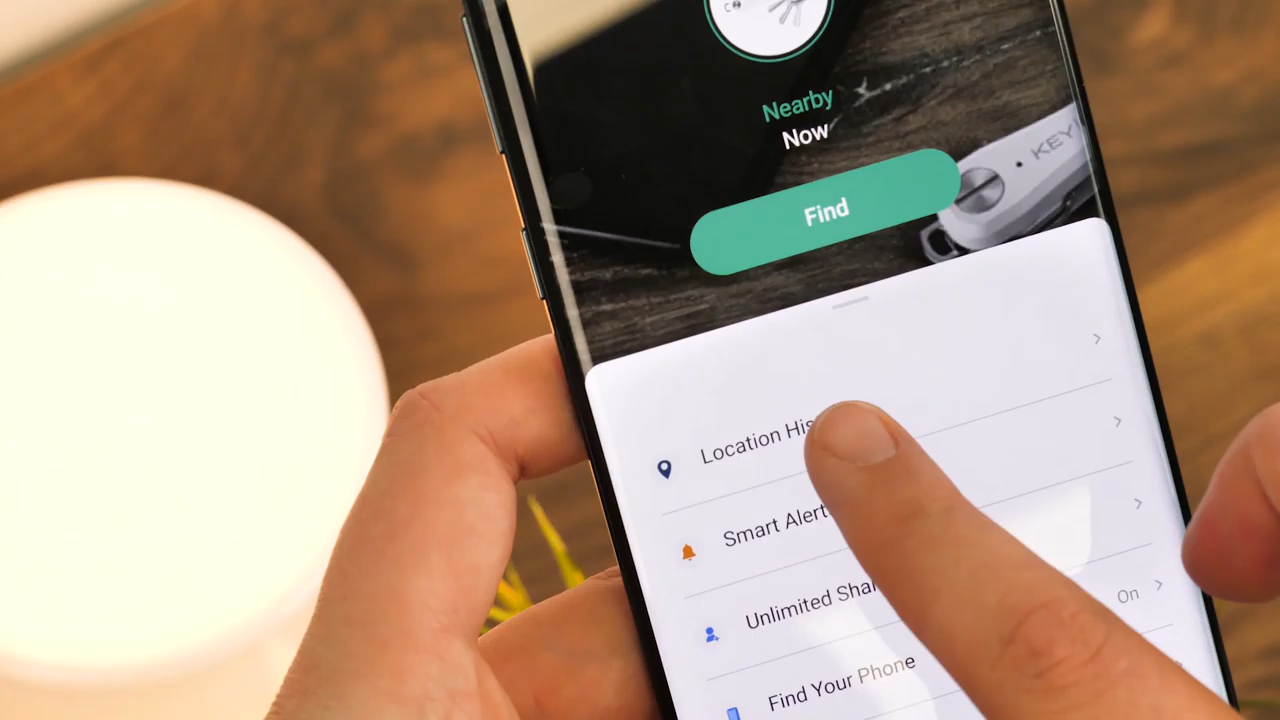 Nearby
Now
Find
KEY
Location His
Smart Alert
Unlimited Shar
On
Find Your Phone